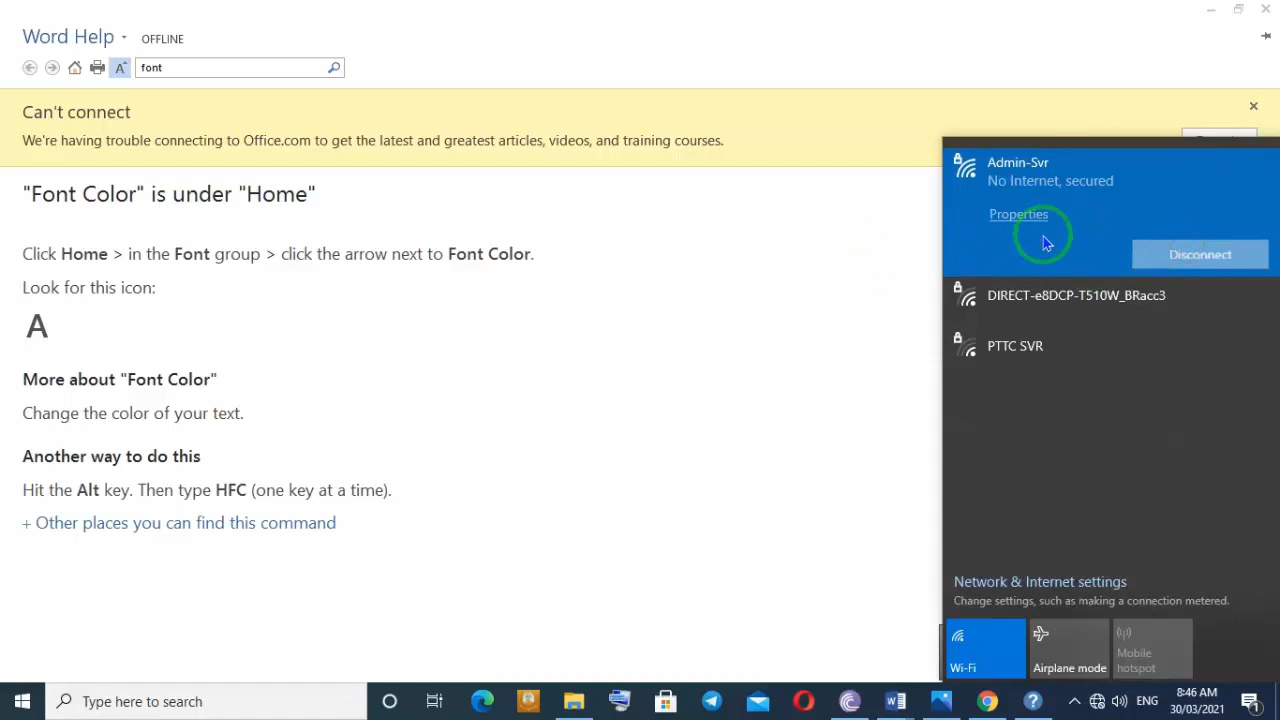 Word Help
OFFLINE
A
font
Can't connect
We're having trouble connecting to Office.com to get the latest and greatest articles, videos, and training courses.
"Font Color" is under "Home"
Click Home > in the Font group > click the arrow next to Font Color.
Look for this icon:
A
More about "Font Color"
Change the color of your text.
Another way to do this
Hit the Alt key. Then type HFC (one key at a time).
+ Other places you can find this command
Admin-Svr
No Internet, secured
Properties
Disconnect
DIRECT-e8DCP-T510W_BRacc3
PTTC SVR
Network & Internet settings
Change settings, such as making a connection metered.
Wi-Fi
Airplane mode
Mobile
hotspot
Type here to search
ENG
8:46 AM
30/03/2021
1